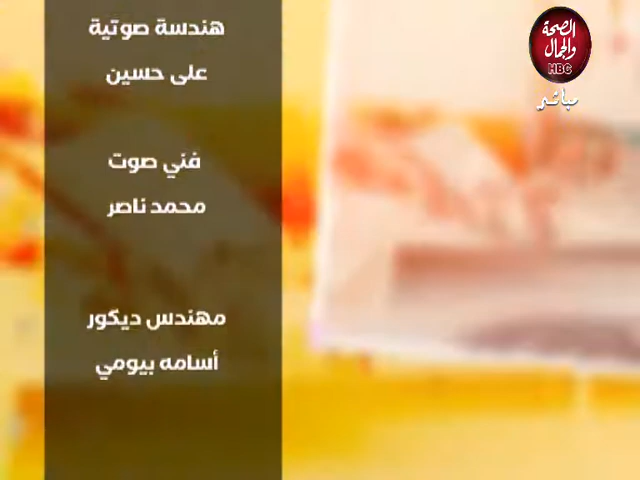 هندسة صوتية
على حسين
فني صوت
محمد ناصر
مهندس ديكور
أسامه بيومي
الصحة
والجمال
HBC
مباشر